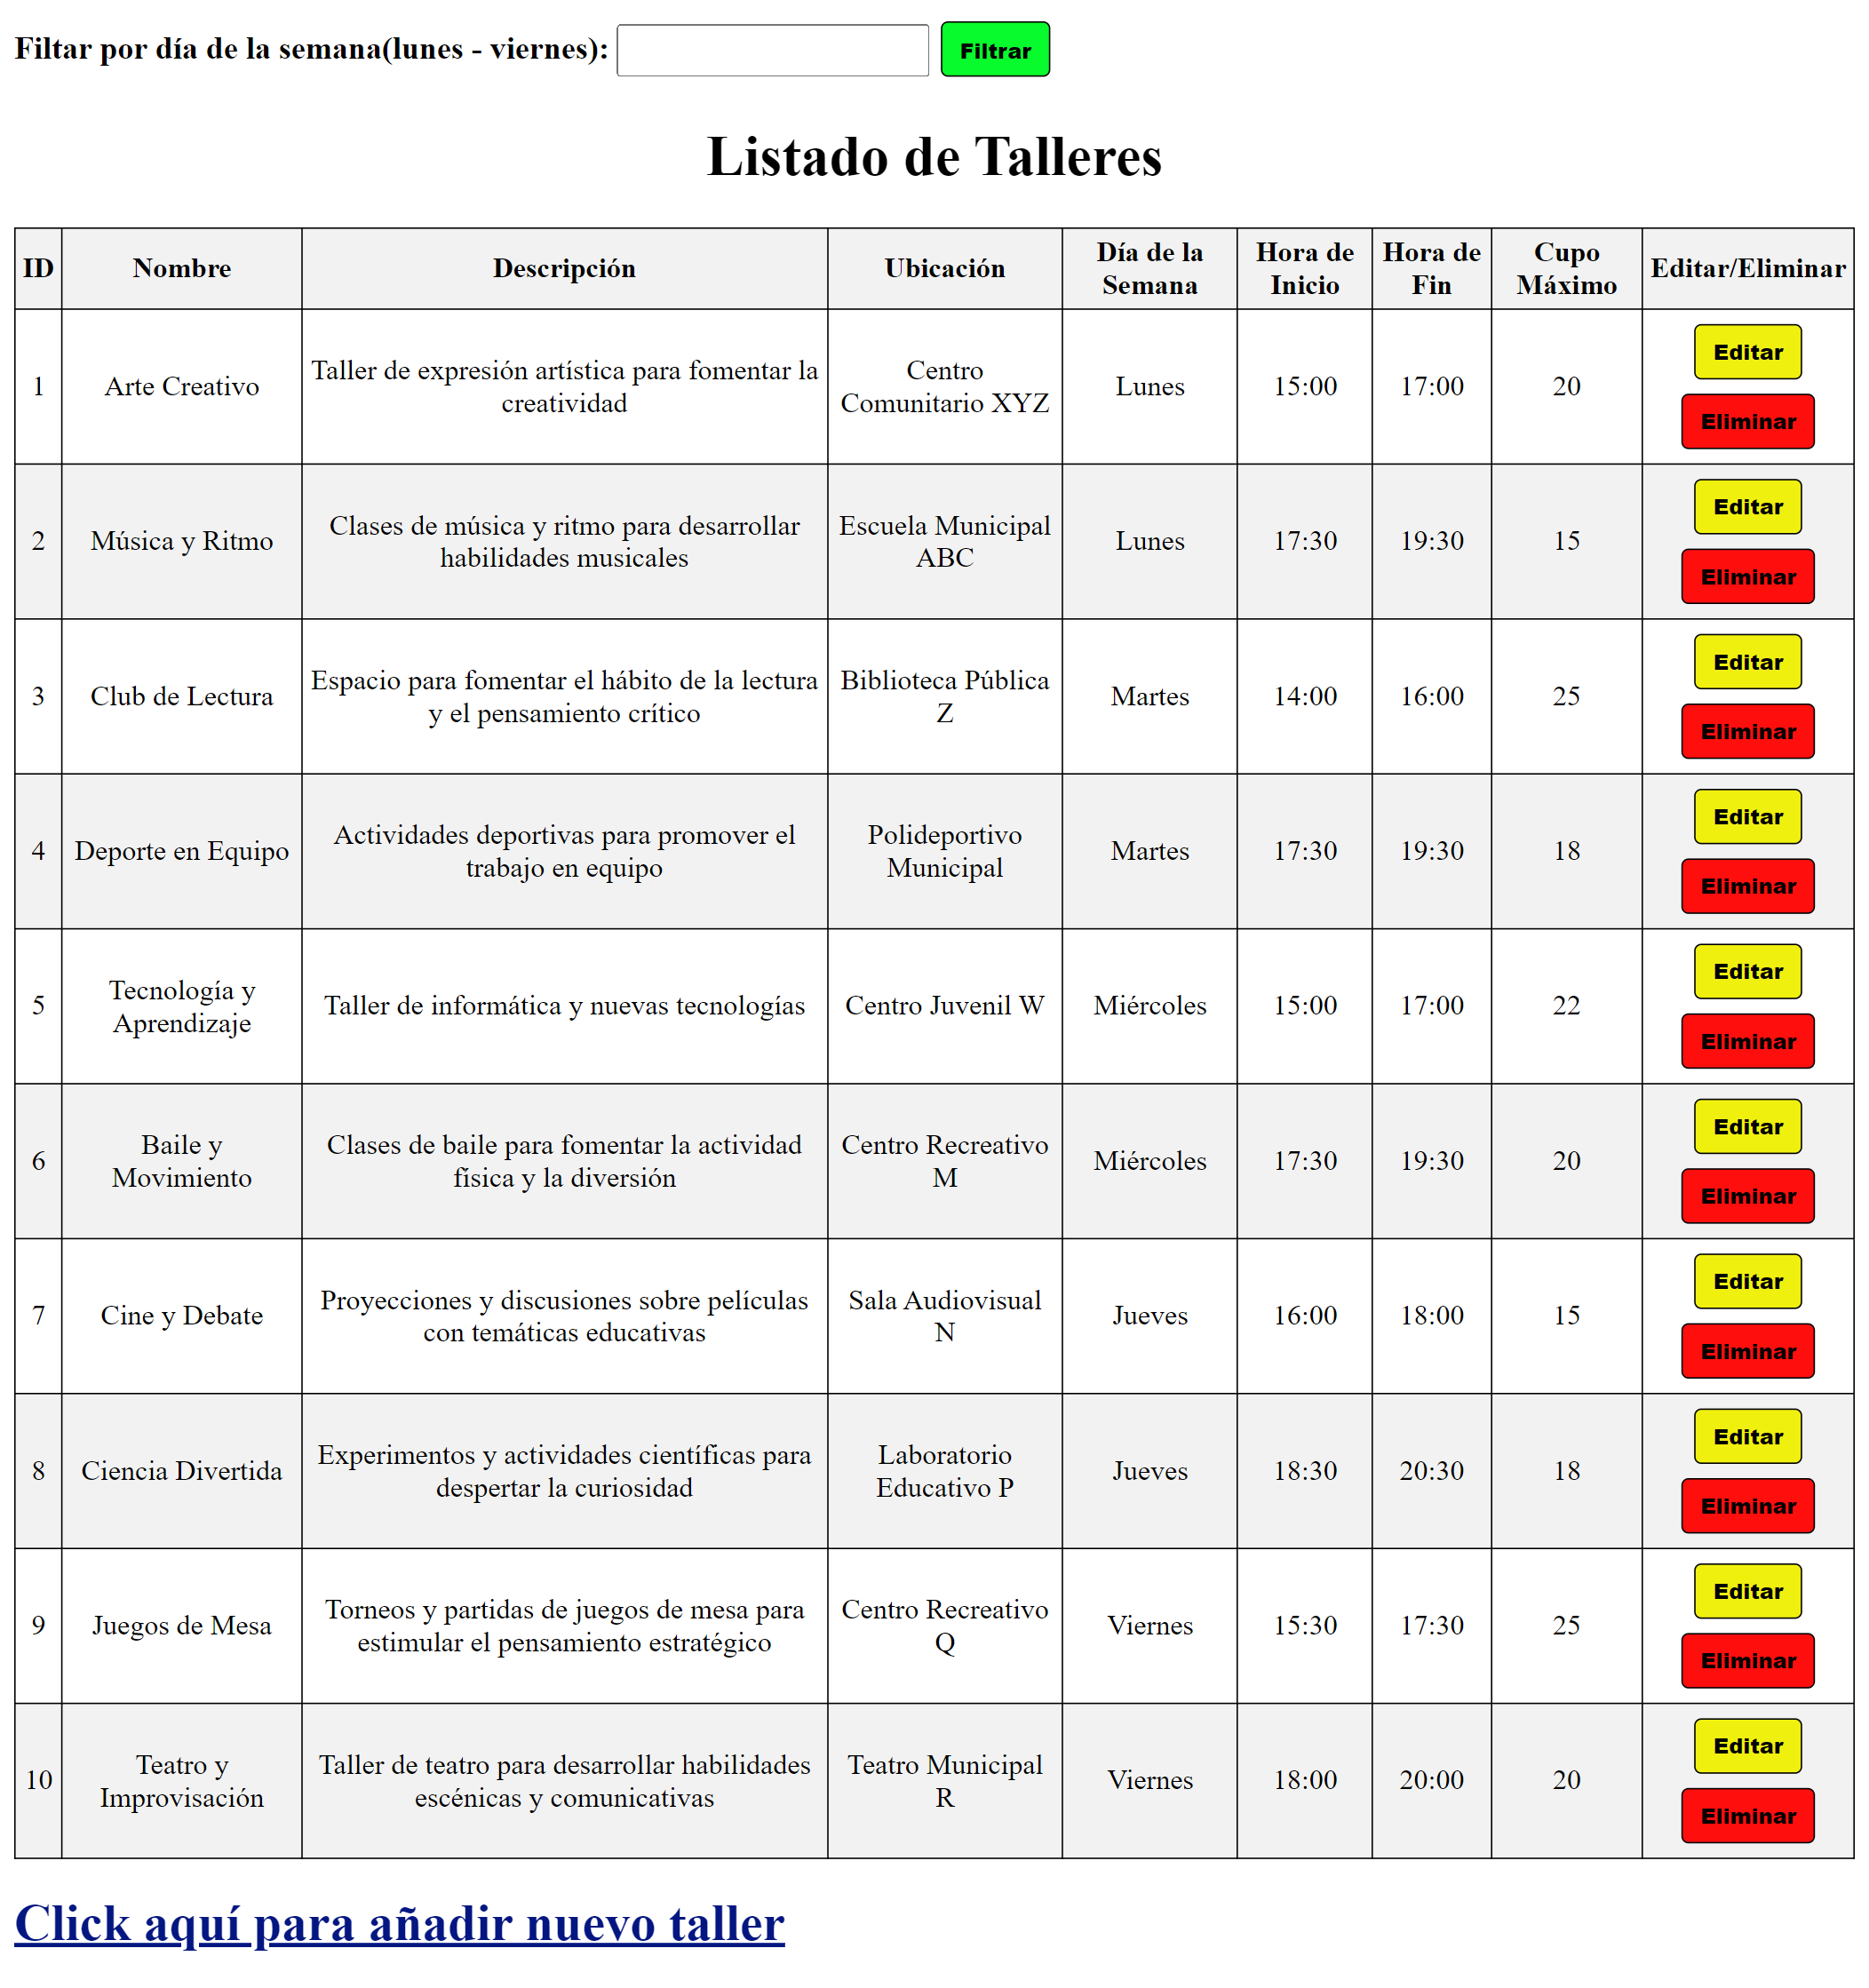 Filtar por día de la semana(lunes - viernes):
Filtrar
Listado de Talleres
ID Nombre Descripción Ubicación Día de la Semana Hora de Inicio Hora de Fin Cupo Máximo Editar/Eliminar
1 Arte Creativo Taller de expresión artística para fomentar la creatividad Centro Comunitario XYZ Lunes 15:00 17:00 20 Editar Eliminar
2 Música y Ritmo Clases de música y ritmo para desarrollar habilidades musicales Escuela Municipal ABC Lunes 17:30 19:30 15 Editar Eliminar
3 Club de Lectura Espacio para fomentar el hábito de la lectura y el pensamiento crítico Biblioteca Pública Z Martes 14:00 16:00 25 Editar Eliminar
4 Deporte en Equipo Actividades deportivas para promover el trabajo en equipo Polideportivo Municipal Martes 17:30 19:30 18 Editar Eliminar
5 Tecnología y Aprendizaje Taller de informática y nuevas tecnologías Centro Juvenil W Miércoles 15:00 17:00 22 Editar Eliminar
6 Baile y Movimiento Clases de baile para fomentar la actividad física y la diversión Centro Recreativo M Miércoles 17:30 19:30 20 Editar Eliminar
7 Cine y Debate Proyecciones y discusiones sobre películas con temáticas educativas Sala Audiovisual N Jueves 16:00 18:00 15 Editar Eliminar
8 Ciencia Divertida Experimentos y actividades científicas para despertar la curiosidad Laboratorio Educativo P Jueves 18:30 20:30 18 Editar Eliminar
9 Juegos de Mesa Torneos y partidas de juegos de mesa para estimular el pensamiento estratégico Centro Recreativo Q Viernes 15:30 17:30 25 Editar Eliminar
10 Teatro y Improvisación Taller de teatro para desarrollar habilidades escénicas y comunicativas Teatro Municipal R Viernes 18:00 20:00 20 Editar Eliminar
Click aquí para añadir nuevo taller